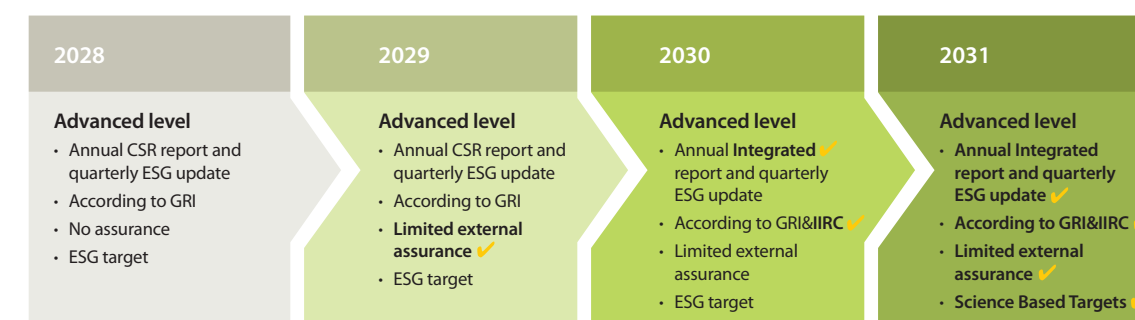 2028
Advanced level
• Annual CSR report and
quarterly ESG update
• According to GRI
• No assurance
• ESG target
2029
Advanced level
• Annual CSR report and
quarterly ESG update
• According to GRI
• Limited external
assurance ✔
• ESG target
2030
Advanced level
• Annual Integrated ✔
report and quarterly
ESG update
• According to GRI&IIRC ✔
• Limited external
assurance
• ESG target
2031
Advanced level
• Annual Integrated
report and quarterly
ESG update ✔
• According to GRI&IIRC ✔
• Limited external
assurance ✔
• Science Based Targets ✔